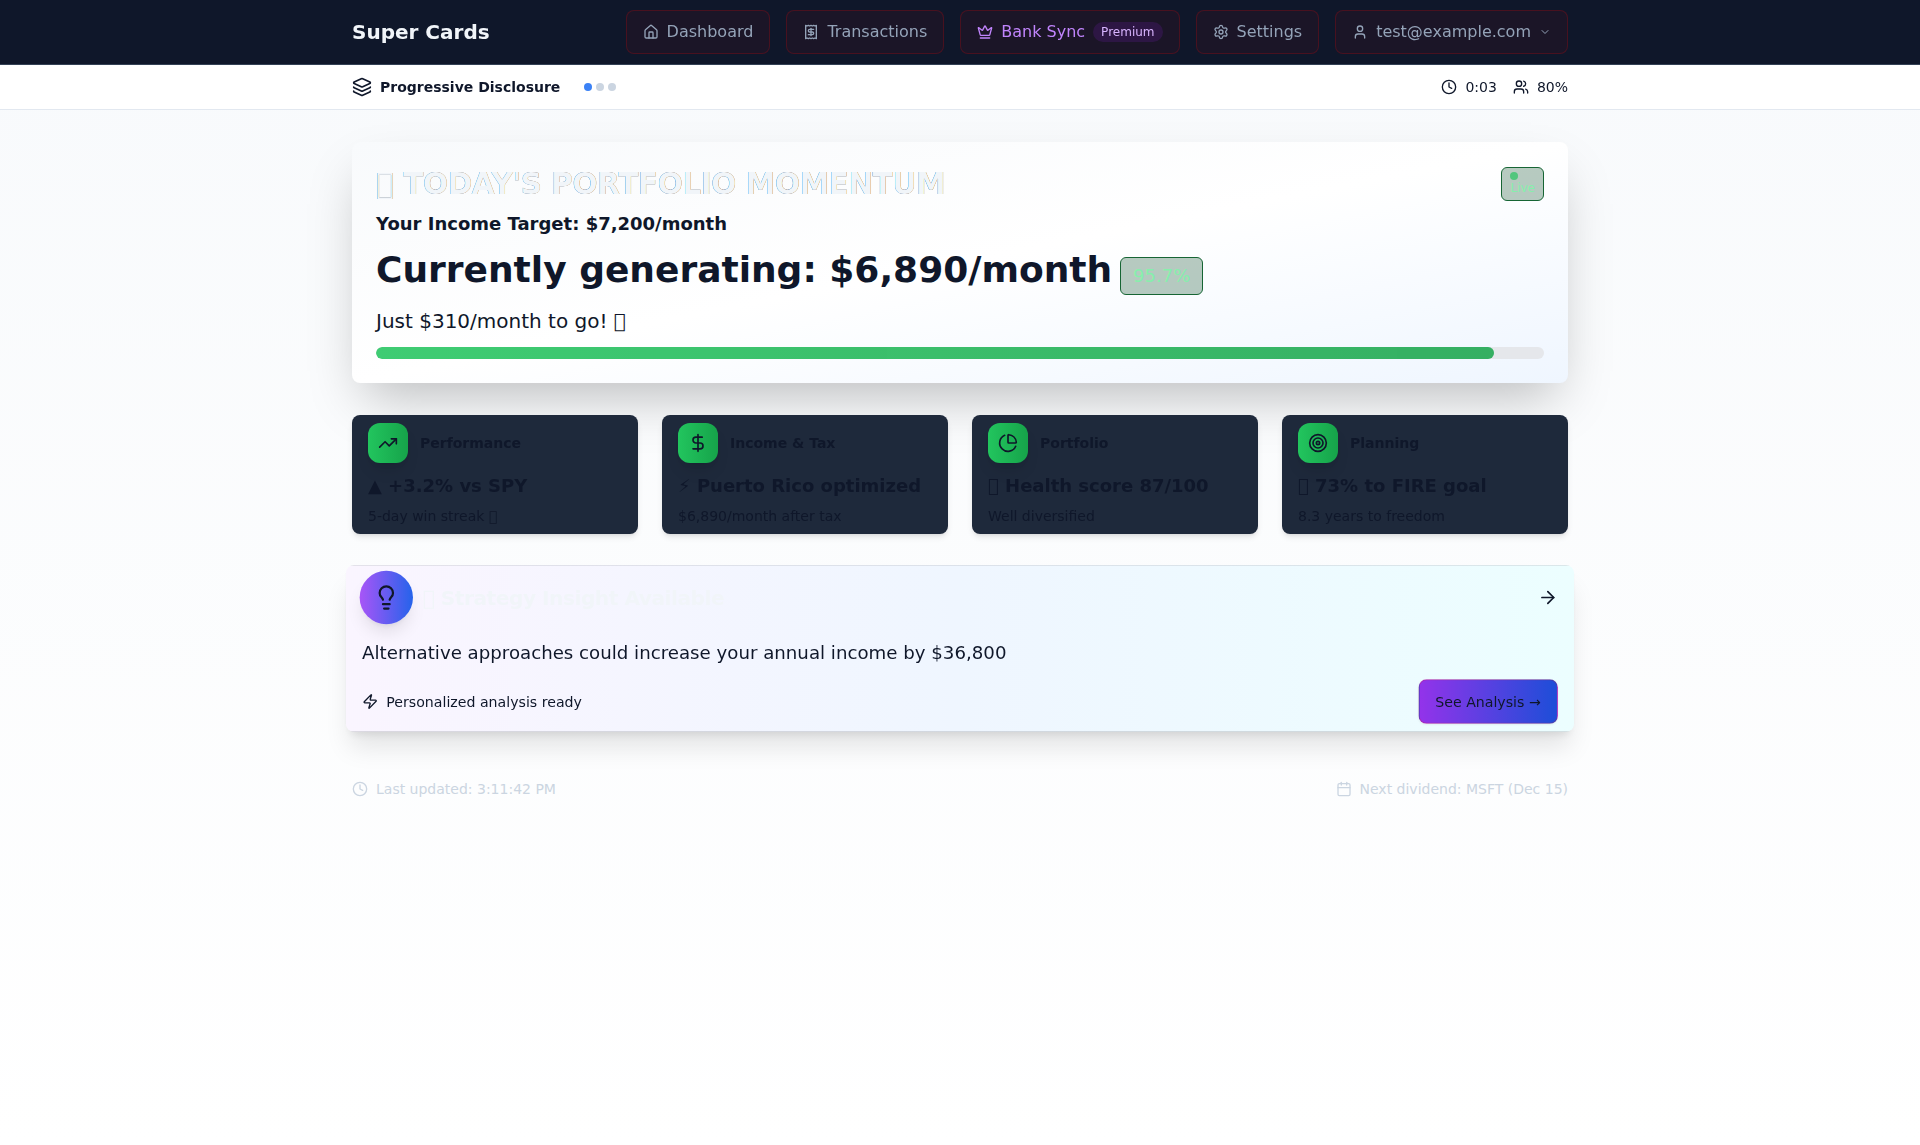 Super Cards
Dashboard
Transactions
Bank Sync Premium
Settings
test@example.com
Progressive Disclosure
0:03
80%
TODAY'S PORTFOLIO MOMENTUM
Live
Your Income Target: $7,200/month
Currently generating: $6,890/month 95.7%
Just $310/month to go!
Performance
▲ +3.2% vs SPY
5-day win streak
Income & Tax
⚡ Puerto Rico optimized
$6,890/month after tax
Portfolio
Health score 87/100
Well diversified
Planning
73% to FIRE goal
8.3 years to freedom
Strategy Insight Available
Alternative approaches could increase your annual income by $36,800
Personalized analysis ready
See Analysis →
Last updated: 3:11:42 PM
Next dividend: MSFT (Dec 15)